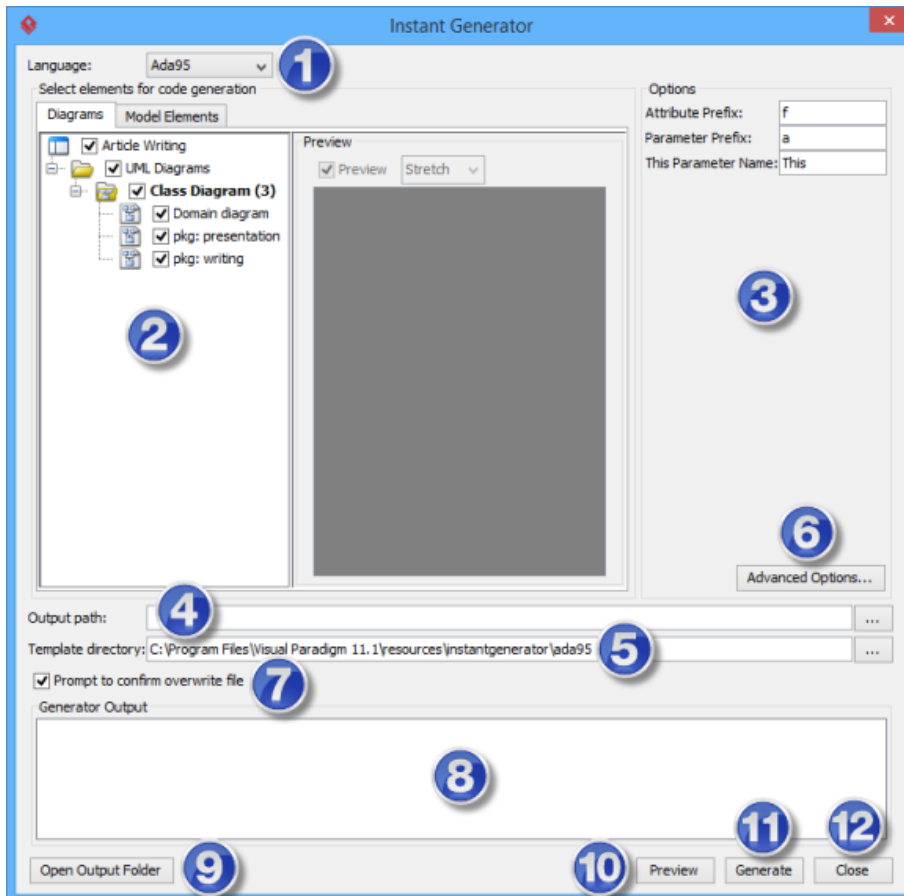 Instant Generator
Language: Ada95 1
Select elements for code generation
Diagrams Model Elements
Article Writing
UML Diagrams
Class Diagram (3)
Domain diagram
pkg: presentation
pkg: writing
2
Preview
Preview Stretch
Options
Attribute Prefix: f
Parameter Prefix: a
This Parameter Name: This
3
6
Advanced Options...
Output path: 4 ...
Template directory: C:\Program Files\Visual Paradigm 11.1\resources\instantgenerator\ada95 5 ...
Prompt to confirm overwrite file 7
Generator Output
8
Open Output Folder 9
10 Preview
11 Generate
12 Close